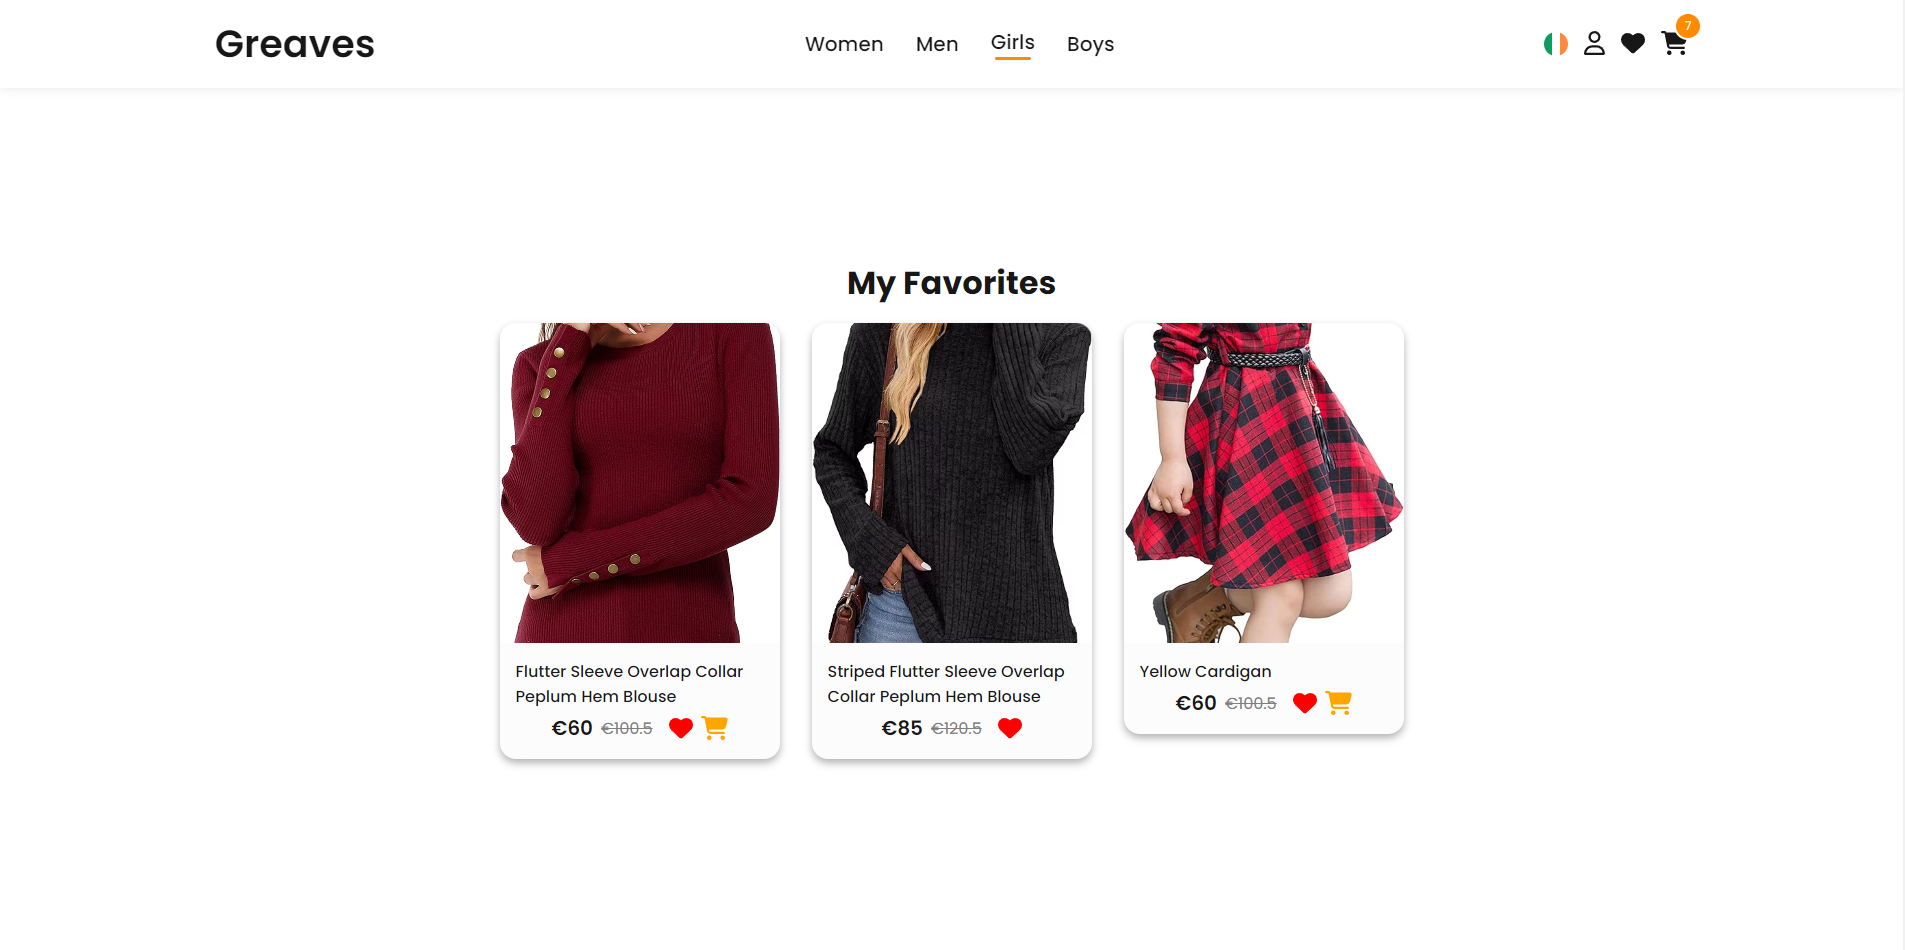 Greaves
Women Men Girls Boys
7
My Favorites
Flutter Sleeve Overlap Collar
Peplum Hem Blouse
€60 €100.5
Striped Flutter Sleeve Overlap
Collar Peplum Hem Blouse
€85 €120.5
Yellow Cardigan
€60 €100.5